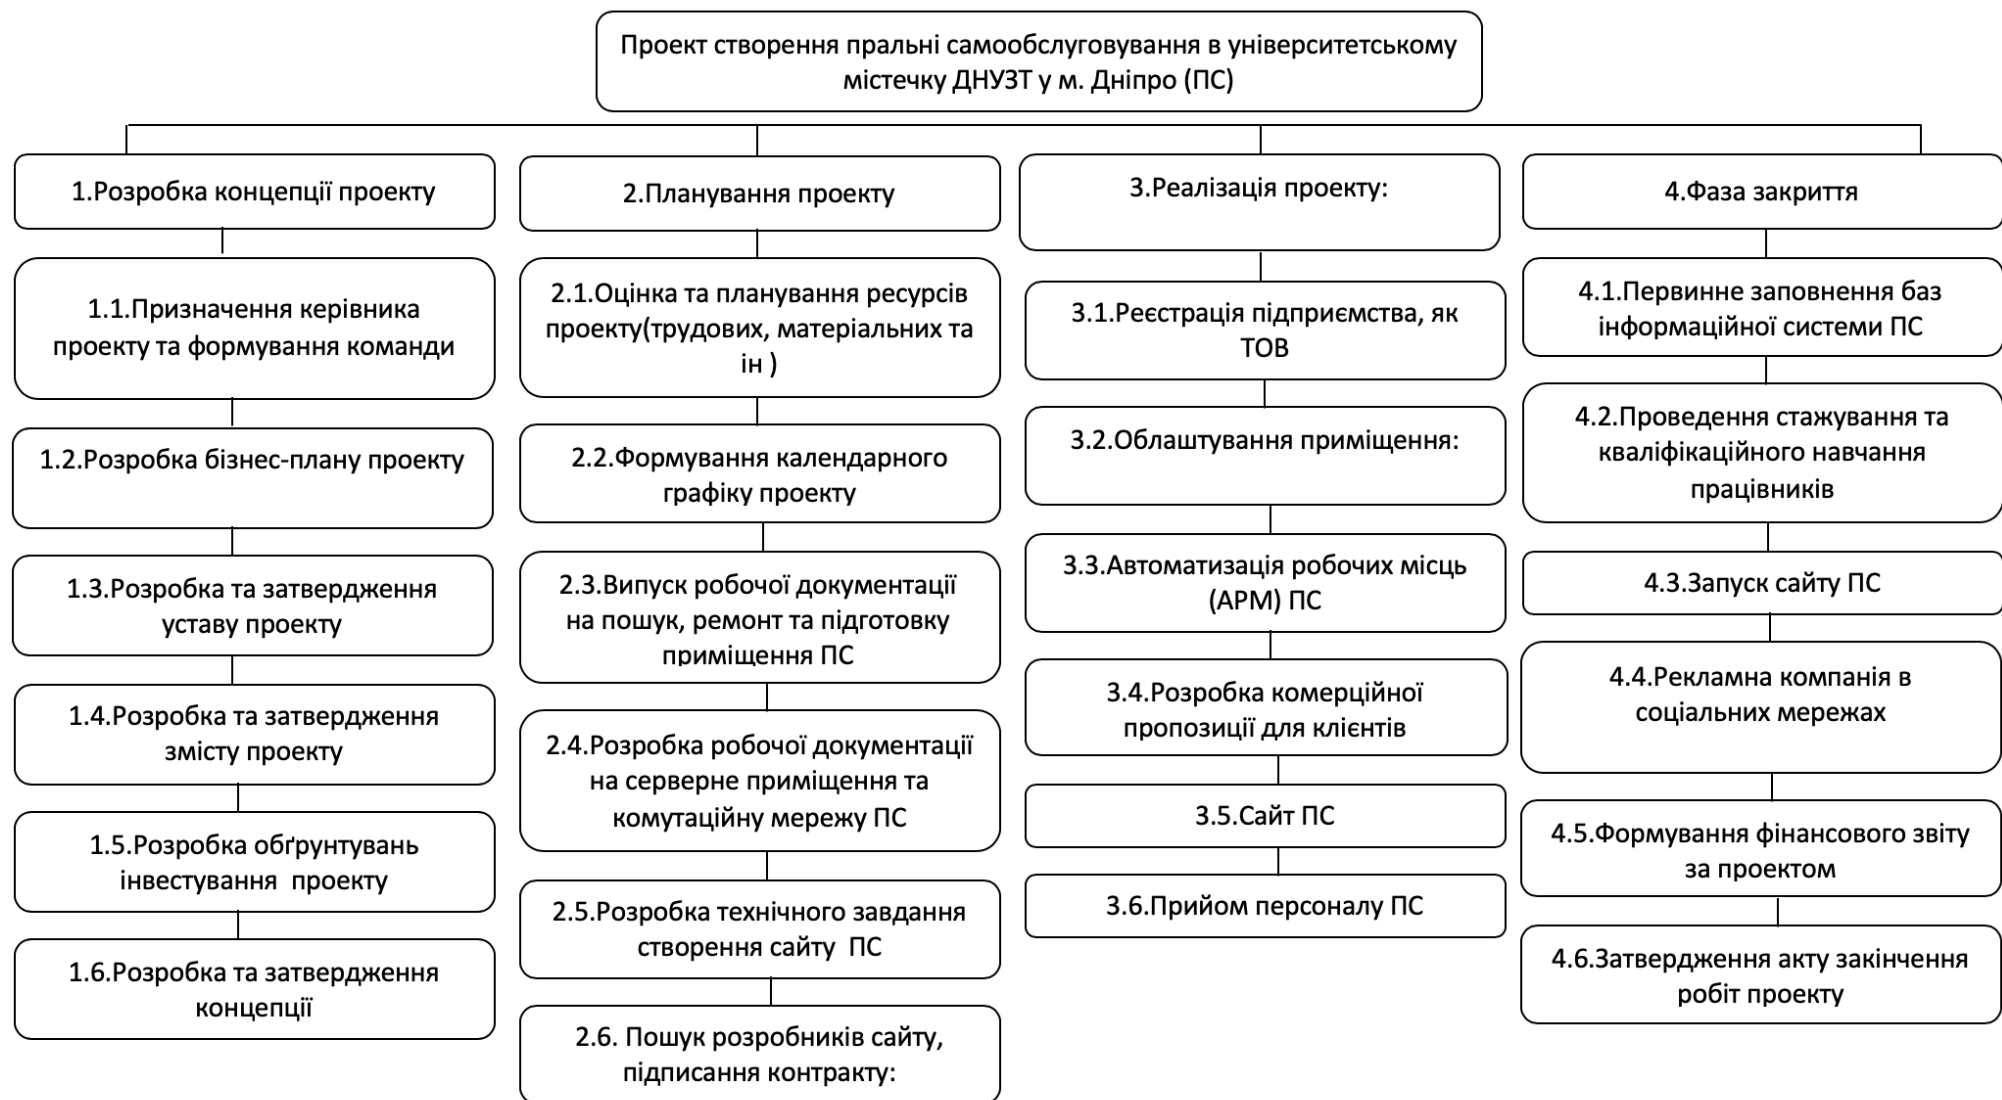 Проект створення пральні самообслуговування в університетському
містечку ДНУЗТ у м. Дніпро (ПС)
1.Розробка концепції проекту
1.1.Призначення керівника
проекту та формування команди
1.2.Розробка бізнес-плану проекту
1.3.Розробка та затвердження
уставу проекту
1.4.Розробка та затвердження
змісту проекту
1.5.Розробка обґрунтувань
інвестування проекту
1.6.Розробка та затвердження
концепції
2.Планування проекту
2.1.Оцінка та планування ресурсів
проекту(трудових, матеріальних та
ін )
2.2.Формування календарного
графіку проекту
2.3.Випуск робочої документації
на пошук, ремонт та підготовку
приміщення ПС
2.4.Розробка робочої документації
на серверне приміщення та
комутаційну мережу ПС
2.5.Розробка технічного завдання
створення сайту ПС
2.6. Пошук розробників сайту,
підписання контракту:
3.Реалізація проекту:
3.1.Реєстрація підприємства, як
ТОВ
3.2.Облаштування приміщення:
3.3.Автоматизація робочих місць
(АРМ) ПС
3.4.Розробка комерційної
пропозиції для клієнтів
3.5.Сайт ПС
3.6.Прийом персоналу ПС
4.Фаза закриття
4.1.Первинне заповнення баз
інформаційної системи ПС
4.2.Проведення стажування та
кваліфікаційного навчання
працівників
4.3.Запуск сайту ПС
4.4.Рекламна компанія в
соціальних мережах
4.5.Формування фінансового звіту
за проектом
4.6.Затвердження акту закінчення
робіт проекту